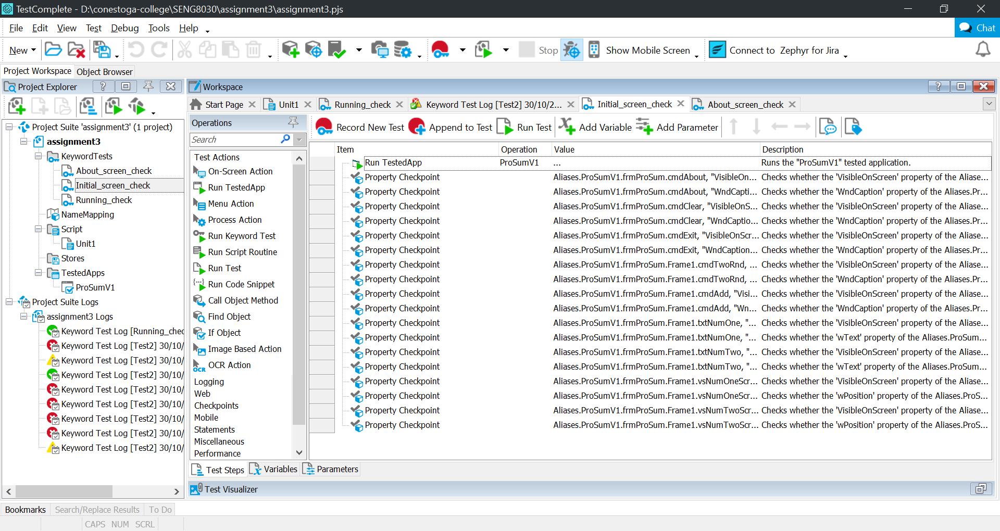 TestComplete - D:\conestoga-college\SENG8030\assignment3\assignment3.pjs
File Edit View Test Debug Tools Help
Chat
New Stop Show Mobile Screen Connect to Zephyr for Jira
Project Workspace Object Browser
Project Explorer
Project Suite 'assignment3' (1 project)
assignment3
KeywordTests
About_screen_check
Initial_screen_check
Running_check
NameMapping
Script
Unit1
Stores
TestedApps
ProSumV1
Project Suite Logs
assignment3 Logs
Keyword Test Log [Running_chec
Keyword Test Log [Test2] 30/10/
Keyword Test Log [Test2] 30/10/
Keyword Test Log [Test2] 30/10/
Keyword Test Log [Test2] 30/10/
Keyword Test Log [Test2] 30/10/
Keyword Test Log [Test2] 30/10/
Keyword Test Log [Test2] 30/10/
Keyword Test Log [Test2] 30/10/
Workspace
Start Page Unit1 Running_check Keyword Test Log [Test2] 30/10/2... Initial_screen_check About_screen_check
Operations
Search
Test Actions
On-Screen Action
Run TestedApp
Menu Action
Process Action
Run Keyword Test
Run Script Routine
Run Test
Run Code Snippet
Call Object Method
Find Object
If Object
Image Based Action
OCR Action
Logging
Web
Checkpoints
Mobile
Statements
Miscellaneous
Performance
Record New Test Append to Test Run Test Add Variable Add Parameter
Item Operation Value Description
Run TestedApp ProSumV1 ... Runs the "ProSumV1" tested application.
Property Checkpoint Aliases.ProSumV1.frmProSum.cmdAbout, "VisibleOn... Checks whether the 'VisibleOnScreen' property of the Aliase...
Property Checkpoint Aliases.ProSumV1.frmProSum.cmdAbout, "WndCapti... Checks whether the 'WndCaption' property of the Aliases.Pr...
Property Checkpoint Aliases.ProSumV1.frmProSum.cmdClear, "VisibleOnS... Checks whether the 'VisibleOnScreen' property of the Aliase...
Property Checkpoint Aliases.ProSumV1.frmProSum.cmdClear, "WndCaptio... Checks whether the 'WndCaption' property of the Aliases.Pr...
Property Checkpoint Aliases.ProSumV1.frmProSum.cmdExit, "VisibleOnScr... Checks whether the 'VisibleOnScreen' property of the Aliase...
Property Checkpoint Aliases.ProSumV1.frmProSum.cmdExit, "WndCaption... Checks whether the 'WndCaption' property of the Aliases.Pr...
Property Checkpoint Aliases.ProSumV1.frmProSum.Frame1.cmdTwoRnd, ... Checks whether the 'VisibleOnScreen' property of the Aliase...
Property Checkpoint Aliases.ProSumV1.frmProSum.Frame1.cmdTwoRnd, ... Checks whether the 'WndCaption' property of the Aliases.Pr...
Property Checkpoint Aliases.ProSumV1.frmProSum.Frame1.cmdAdd, "Visi... Checks whether the 'VisibleOnScreen' property of the Aliase...
Property Checkpoint Aliases.ProSumV1.frmProSum.Frame1.cmdAdd, "Wn... Checks whether the 'WndCaption' property of the Aliases.Pr...
Property Checkpoint Aliases.ProSumV1.frmProSum.Frame1.txtNumOne, "... Checks whether the 'VisibleOnScreen' property of the Aliase...
Property Checkpoint Aliases.ProSumV1.frmProSum.Frame1.txtNumOne, "... Checks whether the 'wText' property of the Aliases.ProSum...
Property Checkpoint Aliases.ProSumV1.frmProSum.Frame1.txtNumTwo, "... Checks whether the 'VisibleOnScreen' property of the Aliase...
Property Checkpoint Aliases.ProSumV1.frmProSum.Frame1.txtNumTwo, "... Checks whether the 'wText' property of the Aliases.ProSum...
Property Checkpoint Aliases.ProSumV1.frmProSum.Frame1.vsNumOneScr... Checks whether the 'VisibleOnScreen' property of the Aliase...
Property Checkpoint Aliases.ProSumV1.frmProSum.Frame1.vsNumOneScr... Checks whether the 'wPosition' property of the Aliases.ProS...
Property Checkpoint Aliases.ProSumV1.frmProSum.Frame1.vsNumTwoScr... Checks whether the 'VisibleOnScreen' property of the Aliase...
Property Checkpoint Aliases.ProSumV1.frmProSum.Frame1.vsNumTwoScr... Checks whether the 'wPosition' property of the Aliases.ProS...
Test Steps Variables Parameters
Test Visualizer
Bookmarks Search/Replace Results To Do
CAPS NUM SCRL